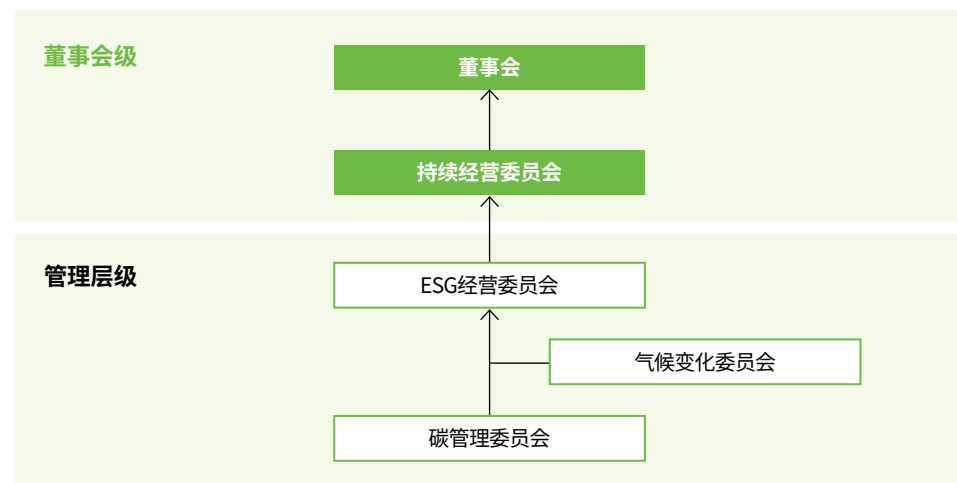 董事会级
董事会
持续经营委员会
管理层级
ESG经营委员会
气候变化委员会
碳管理委员会